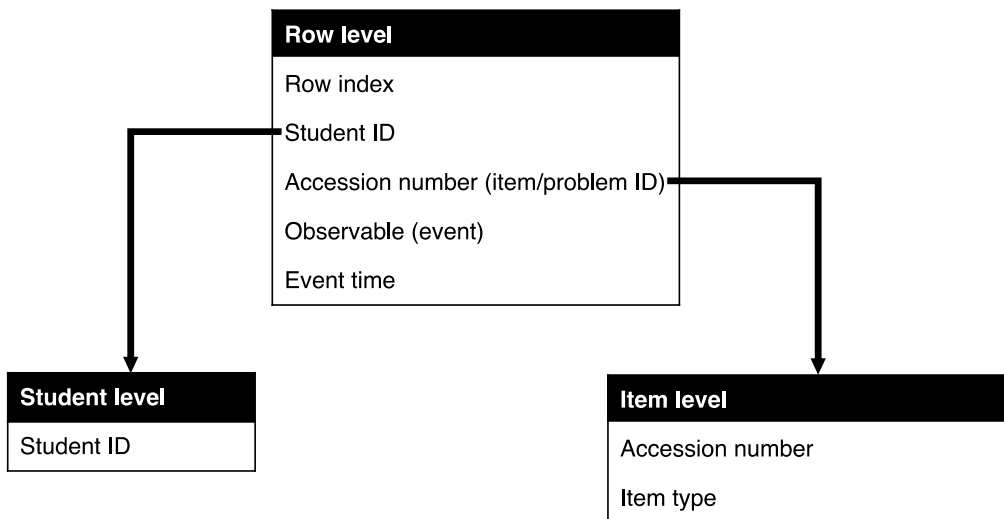 Row level
Row index
Student ID
Accession number (item/problem ID)
Observable (event)
Event time
Student level
Student ID
Item level
Accession number
Item type